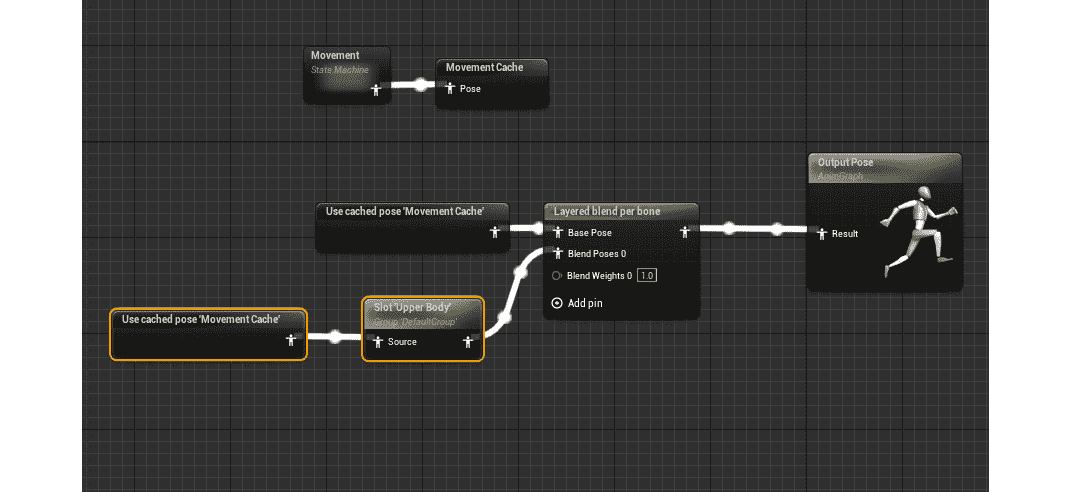 Movement
State Machine
Movement Cache
Pose
Output Pose
AnimGraph
Result
Use cached pose 'Movement Cache'
Layered blend per bone
Base Pose
Blend Poses 0
Blend Weights 0 1.0
Add pin
Use cached pose 'Movement Cache'
Slot 'Upper Body'
Group 'DefaultGroup'
Source